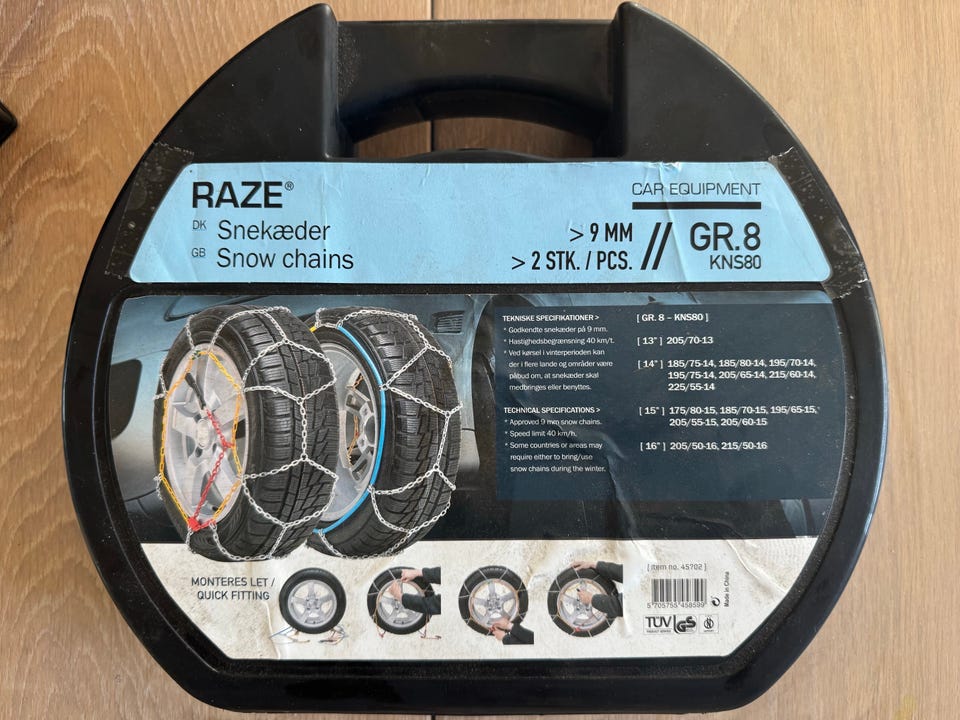 RAZE®
CAR EQUIPMENT
DK Snekæder
GB Snow chains
> 9 MM
> 2 STK. / PCS.
// GR.8
KNS80
TEKNISKE SPECIFIKATIONER >
* Godkendte snekæder på 9 mm.
* Hastighedsbegrænsning 40 km/t.
* Ved kørsel i vinterperioden kan
der i flere lande og områder være
påbud om, at snekæder skal
medbringes eller benyttes.
TECHNICAL SPECIFICATIONS >
* Approved 9 mm snow chains.
* Speed limit 40 km/h.
* Some countries or areas may
require either to bring/use
snow chains during the winter.
[ GR. 8 – KNS80 ]
[ 13" ] 205/70-13
[ 14" ] 185/75-14, 185/80-14, 195/70-14,
195/75-14, 205/65-14, 215/60-14,
225/55-14
[ 15" ] 175/80-15, 185/70-15, 195/65-15,
205/55-15, 205/60-15
[ 16" ] 205/50-16, 215/50-16
MONTERES LET /
QUICK FITTING
[ item no. 45702 ]
5 705755 458599
Made in China
TÜV GS